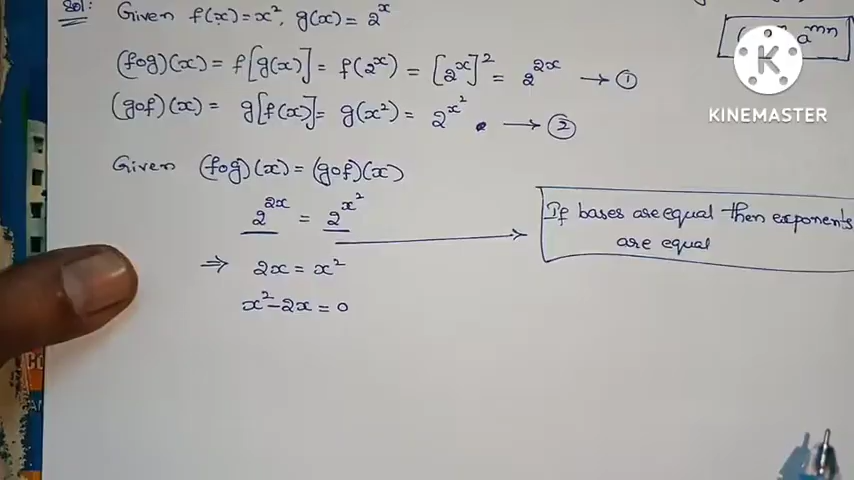 Sol: Given f(x) = x², g(x) = 2^x
a^mn
(fog)(x) = f[g(x)] = f(2^x) = [2^x]² = 2^2x → ①
KINEMASTER
(gof)(x) = g[f(x)] = g(x²) = 2^x² . → ②
Given (fog)(x) = (gof)(x)
2^2x = 2^x²
If bases are equal then exponents
are equal
⇒ 2x = x²
x² - 2x = 0